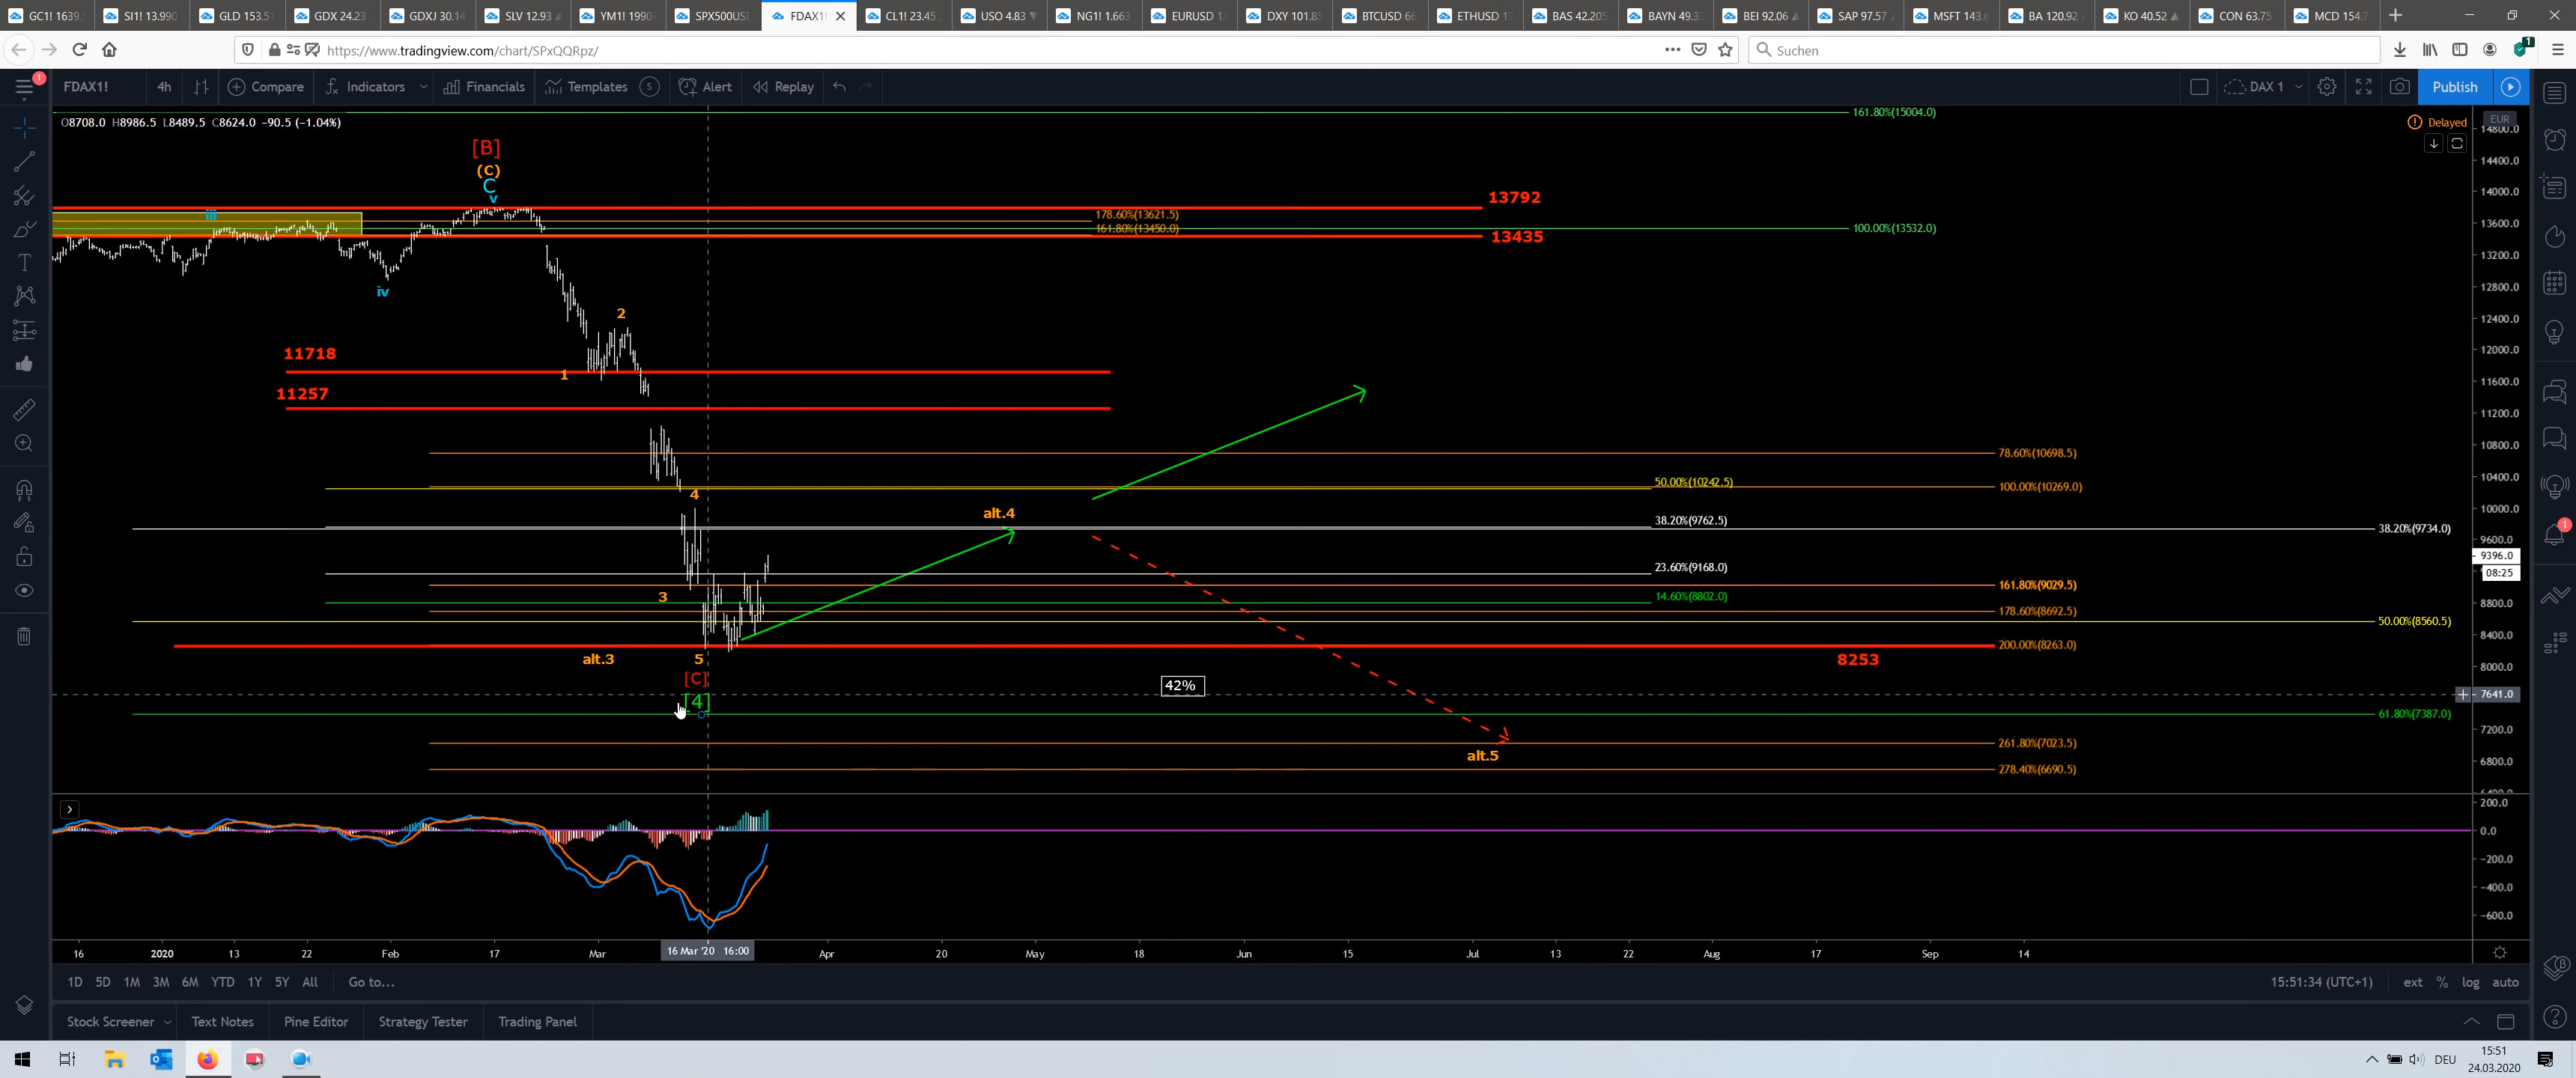 GC1! 1639.
SI1! 13.990
GLD 153.5
GDX 24.23
GDXJ 30.14
SLV 12.93
YM1! 1990
SPX500USD
FDAX1!
CL1! 23.45
USO 4.83
NG1! 1.663
EURUSD 1.
DXY 101.85
BTCUSD 66
ETHUSD 1
BAS 42.205
BAYN 49.3
BEI 92.06
SAP 97.57
MSFT 143.6
BA 120.92
KO 40.52
CON 63.75
MCD 154.7
https://www.tradingview.com/chart/SPxQQRpz/
Suchen
1
1
FDAX1!
4h
Compare
Indicators
Financials
Templates
S
Alert
Replay
DAX 1
Publish
O8708.0 H8986.5 L8489.5 C8624.0 -90.5 (-1.04%)
161.80%(15004.0)
Delayed
EUR
14800.0
14400.0
14000.0
13600.0
13200.0
12800.0
12400.0
12000.0
11600.0
11200.0
10800.0
10400.0
10000.0
9600.0
9396.0
08:25
8800.0
8400.0
8000.0
7641.0
7200.0
6800.0
6400.0
[B]
(C)
C
v
iii
iv
13792
178.60%(13621.5)
161.80%(13450.0)
100.00%(13532.0)
13435
2
11718
1
11257
78.60%(10698.5)
50.00%(10242.5)
100.00%(10269.0)
4
alt.4
38.20%(9762.5)
38.20%(9734.0)
23.60%(9168.0)
161.80%(9029.5)
3
14.60%(8802.0)
178.60%(8692.5)
50.00%(8560.5)
200.00%(8263.0)
alt.3
5
8253
[C]
42%
[4]
61.80%(7387.0)
261.80%(7023.5)
alt.5
278.40%(6690.5)
200.0
0.0
-200.0
-400.0
-600.0
16
2020
13
22
Feb
17
Mar
16 Mar '20 16:00
Apr
20
May
18
Jun
15
Jul
13
22
Aug
17
Sep
14
1D
5D
1M
3M
6M
YTD
1Y
5Y
All
Go to...
15:51:34 (UTC+1)
ext
%
log
auto
Stock Screener
Text Notes
Pine Editor
Strategy Tester
Trading Panel
DEU
15:51
24.03.2020